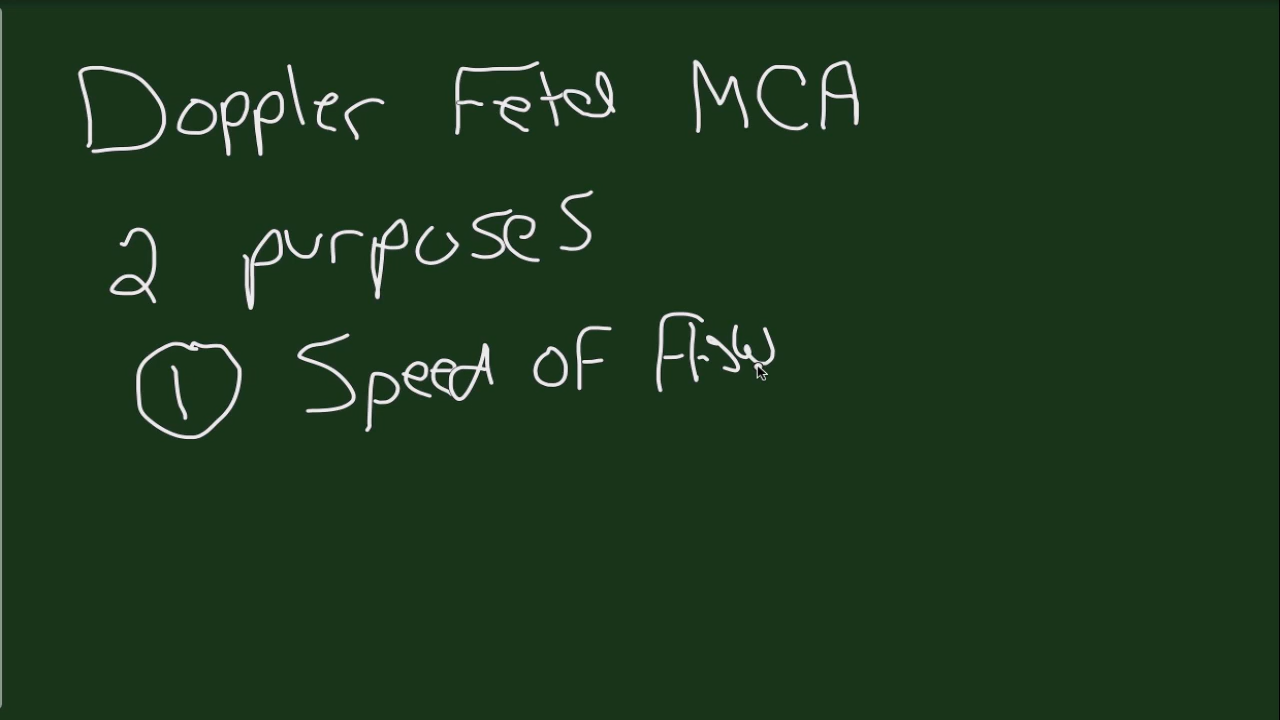 Doppler Fetal MCA
2 purposes
① Speed of Flow